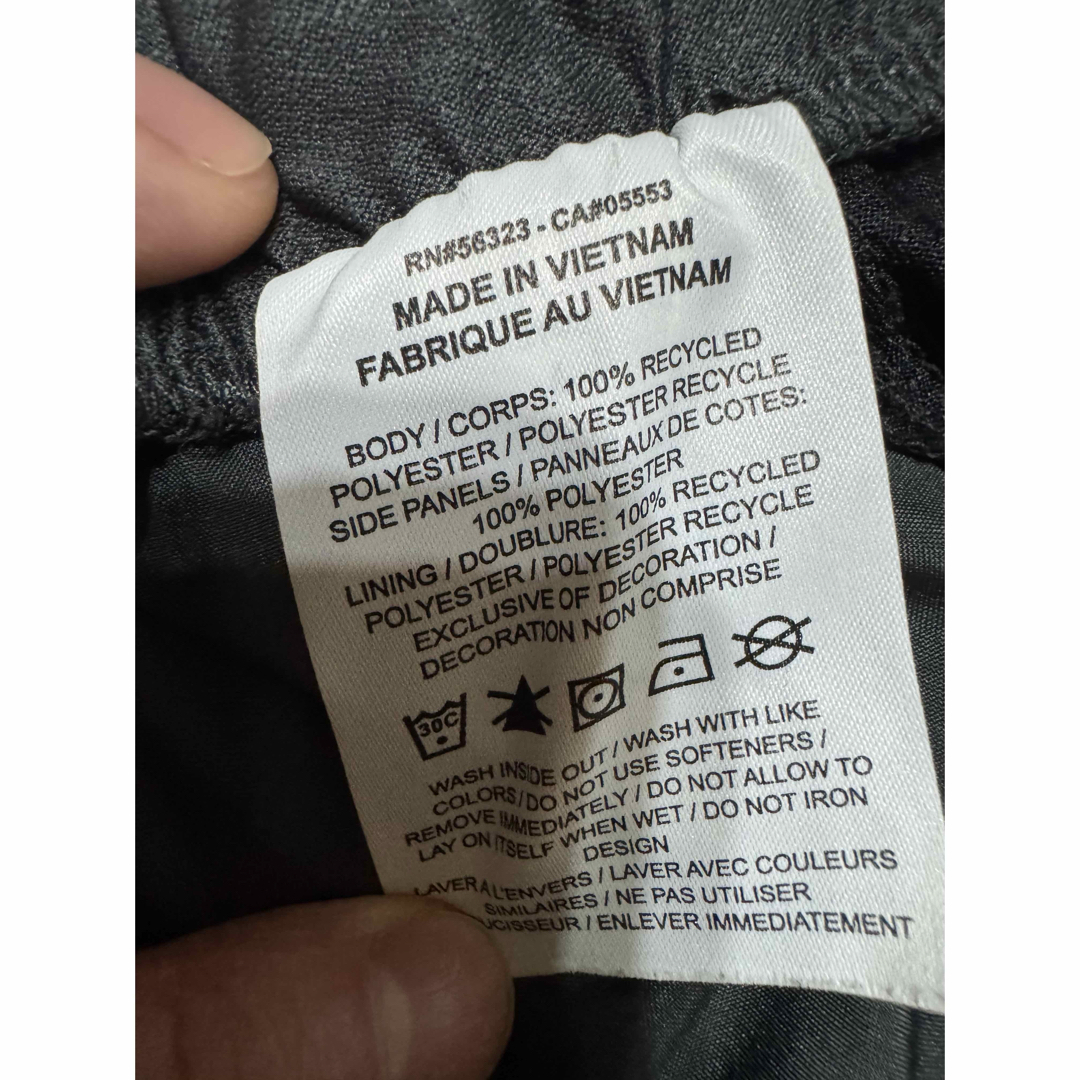 RN#56323 - CA#05553
MADE IN VIETNAM
FABRIQUE AU VIETNAM
BODY / CORPS: 100% RECYCLED
POLYESTER / POLYESTER RECYCLE
SIDE PANELS / PANNEAUX DE COTES:
100% POLYESTER
LINING / DOUBLURE: 100% RECYCLED
POLYESTER / POLYESTER RECYCLE
EXCLUSIVE OF DECORATION /
DECORATION NON COMPRISE
30C
WASH INSIDE OUT / WASH WITH LIKE
COLORS / DO NOT USE SOFTENERS /
REMOVE IMMEDIATELY / DO NOT ALLOW TO
LAY ON ITSELF WHEN WET / DO NOT IRON
DESIGN
LAVER A L'ENVERS / LAVER AVEC COULEURS
SIMILAIRES / NE PAS UTILISER
/ ENLEVER IMMEDIATEMENT